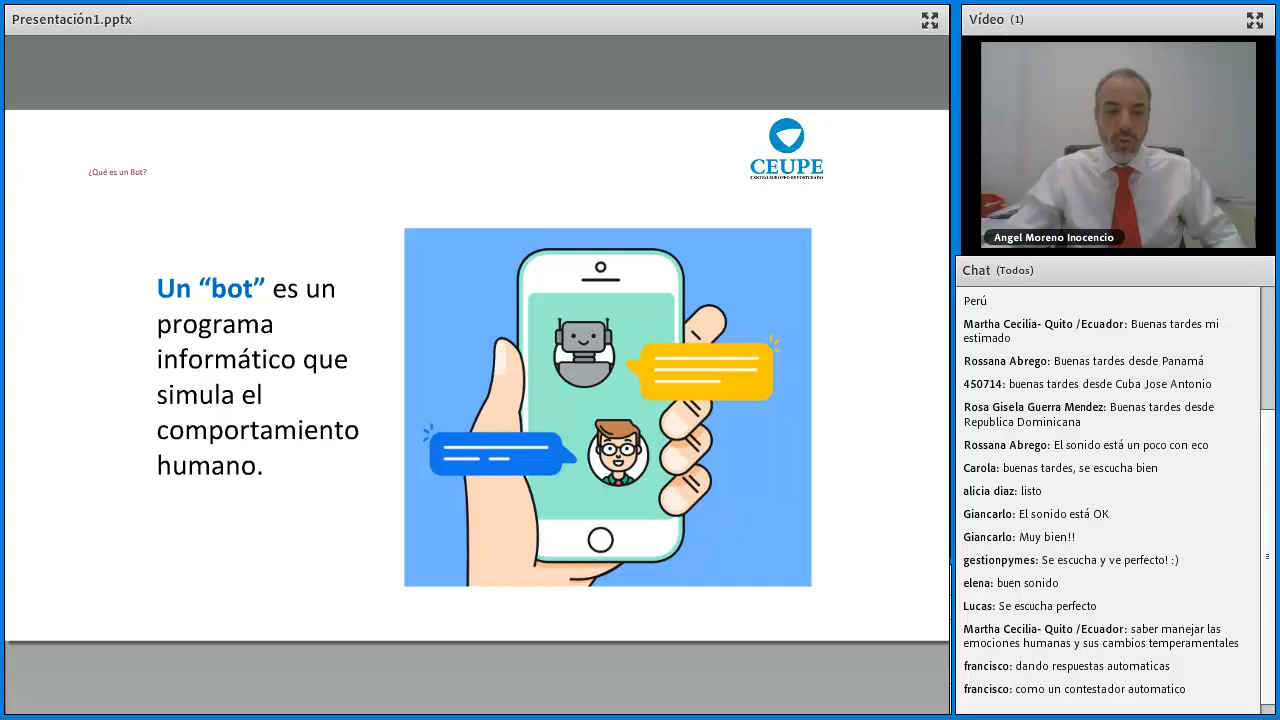 Presentación1.pptx
¿Qué es un Bot?
CEUPE
CENTRO EUROPEO DE POSTGRADO
Un “bot” es un
programa
informático que
simula el
comportamiento
humano.
Vídeo (1)
Angel Moreno Inocencio
Chat (Todos)
Perú
Martha Cecilia- Quito /Ecuador: Buenas tardes mi
estimado
Rossana Abrego: Buenas tardes desde Panamá
450714: buenas tardes desde Cuba Jose Antonio
Rosa Gisela Guerra Mendez: Buenas tardes desde
Republica Dominicana
Rossana Abrego: El sonido está un poco con eco
Carola: buenas tardes, se escucha bien
alicia diaz: listo
Giancarlo: El sonido está OK
Giancarlo: Muy bien!!
gestionpymes: Se escucha y ve perfecto! :)
elena: buen sonido
Lucas: Se escucha perfecto
Martha Cecilia- Quito /Ecuador: saber manejar las
emociones humanas y sus cambios temperamentales
francisco: dando respuestas automaticas
francisco: como un contestador automatico